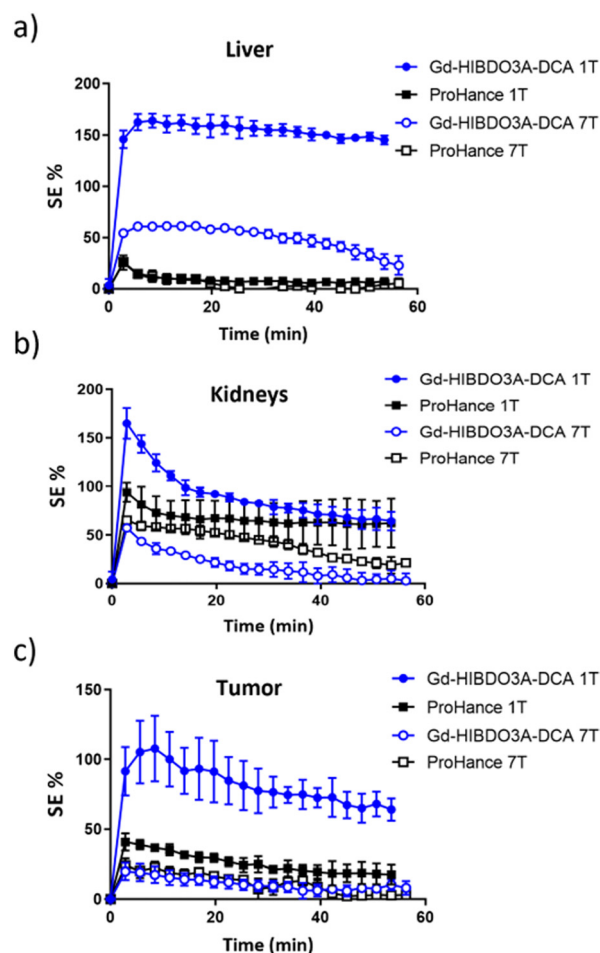 a)
Liver
Gd-HIBDO3A-DCA 1T
ProHance 1T
Gd-HIBDO3A-DCA 7T
ProHance 7T
SE %
200
150
100
50
0
0 20 40 60
Time (min)
b)
Kidneys
Gd-HIBDO3A-DCA 1T
ProHance 1T
Gd-HIBDO3A-DCA 7T
ProHance 7T
SE %
200
150
100
50
0
0 20 40 60
Time (min)
c)
Tumor
Gd-HIBDO3A-DCA 1T
ProHance 1T
Gd-HIBDO3A-DCA 7T
ProHance 7T
SE %
150
100
50
0
0 20 40 60
Time (min)